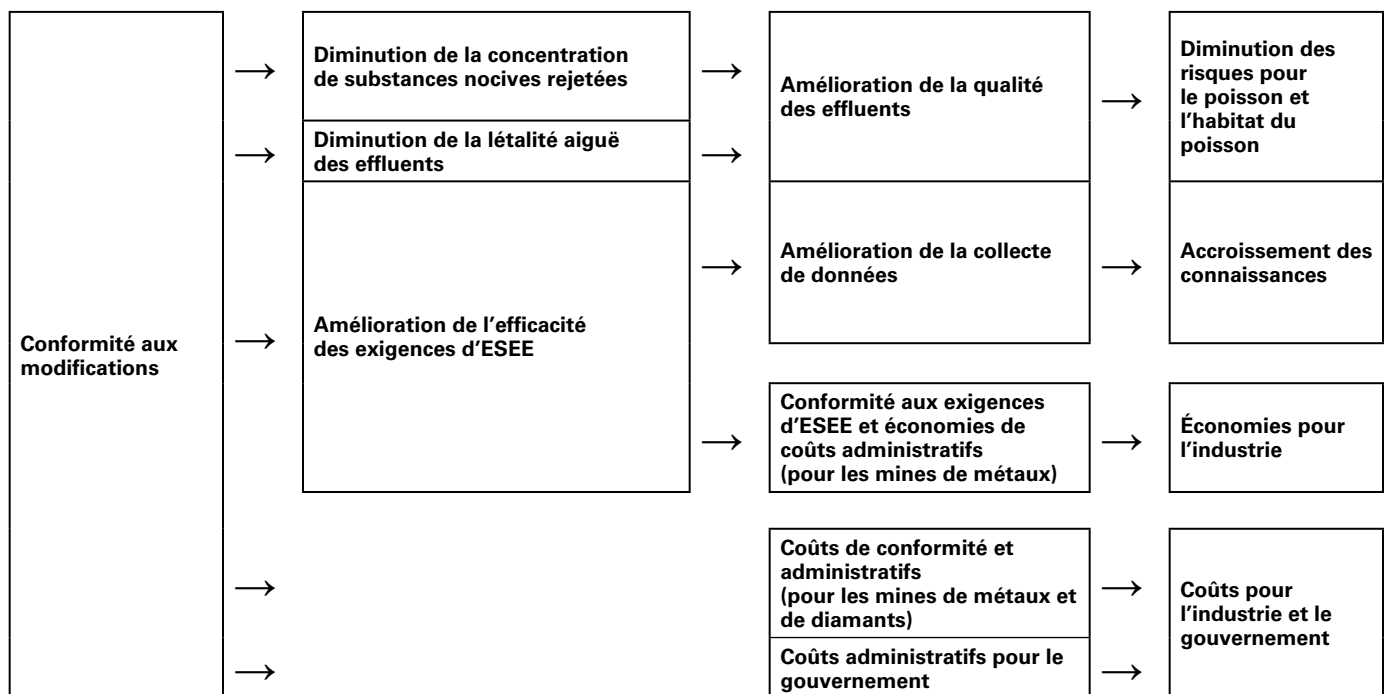 Conformité aux
modifications
Diminution de la concentration
de substances nocives rejetées
Diminution de la létalité aiguë
des effluents
Amélioration de l'efficacité
des exigences d'ESEE
Amélioration de la qualité
des effluents
Amélioration de la collecte
de données
Conformité aux exigences
d'ESEE et économies de
coûts administratifs
(pour les mines de métaux)
Coûts de conformité et
administratifs
(pour les mines de métaux et
de diamants)
Coûts administratifs pour le
gouvernement
Diminution des
risques pour
le poisson et
l'habitat du
poisson
Accroissement des
connaissances
Économies pour
l'industrie
Coûts pour
l'industrie et le
gouvernement